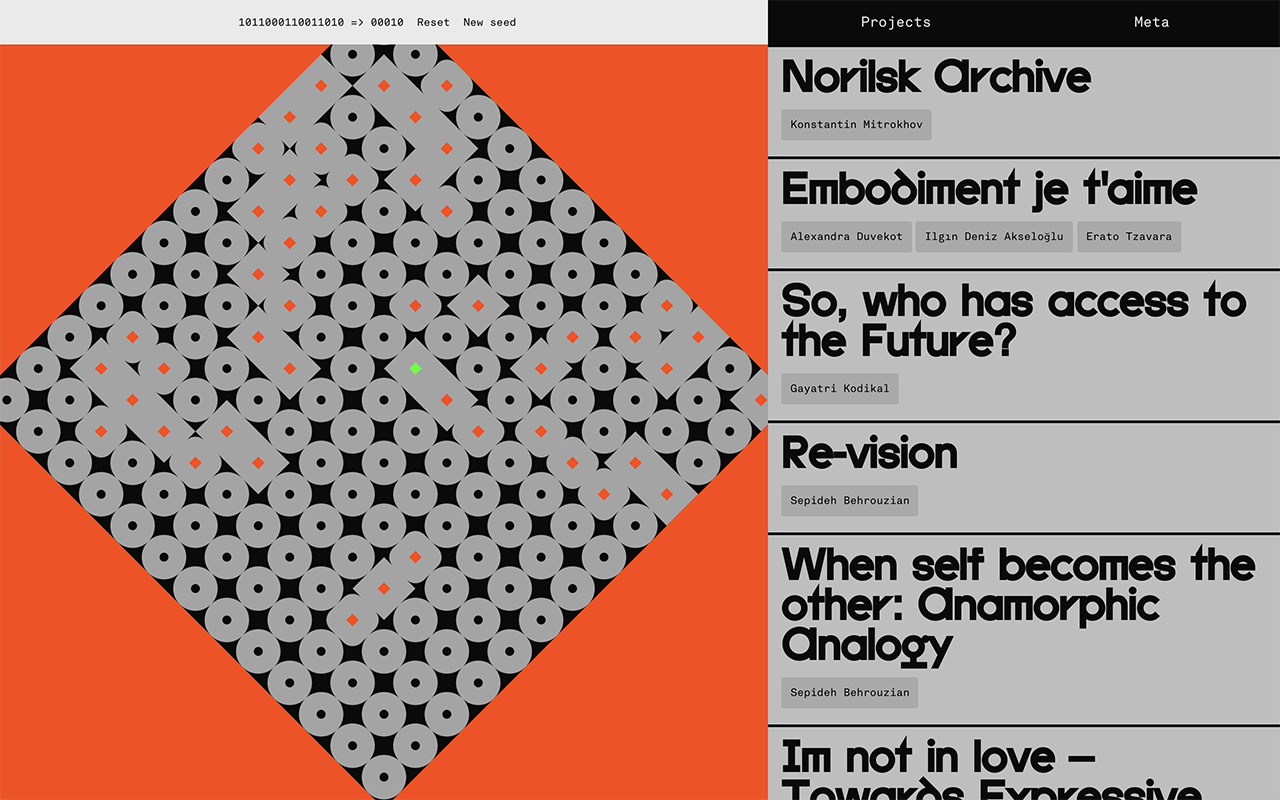 1011000110011010 => 00010 Reset New seed
Projects Meta
Norilsk Archive
Konstantin Mitrokhov
Embodiment je t'aime
Alexandra Duvekot Ilgın Deniz Akseloğlu Erato Tzavara
So, who has access to
the Future?
Gayatri Kodikal
Re-vision
Sepideh Behrouzian
When self becomes the
other: Anamorphic
Analogy
Sepideh Behrouzian
Im not in love —
Towards Expressive